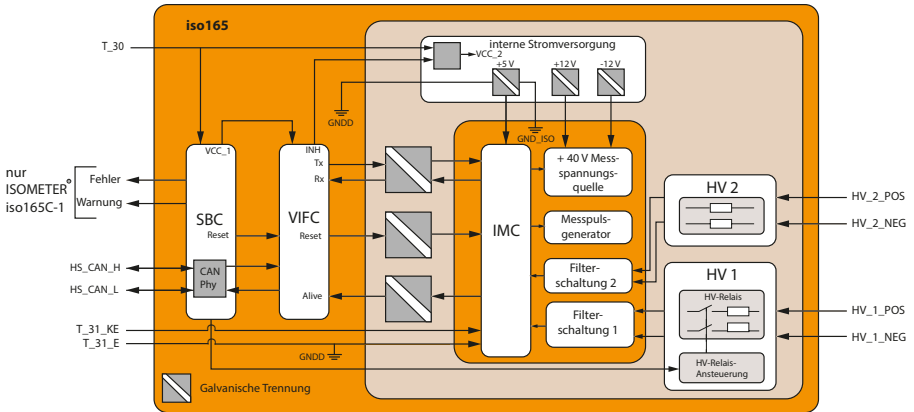 iso165
T_30
interne Stromversorgung
VCC_2
+5 V
+12 V
-12 V
GNDD
GND_ISO
VCC_1
INH
Tx
Rx
+ 40 V Mess-
spannungs-
quelle
nur
ISOMETER®
iso165C-1
Fehler
Warnung
SBC
VIFC
IMC
HV 2
HV_2_POS
HV_2_NEG
Reset
Reset
Messpuls-
generator
HS_CAN_H
HS_CAN_L
CAN
Phy
Filter-
schaltung 2
HV 1
Alive
HV-Relais
Filter-
schaltung 1
HV_1_POS
HV_1_NEG
T_31_KE
T_31_E
GNDD
HV-Relais-
Ansteuerung
Galvanische Trennung